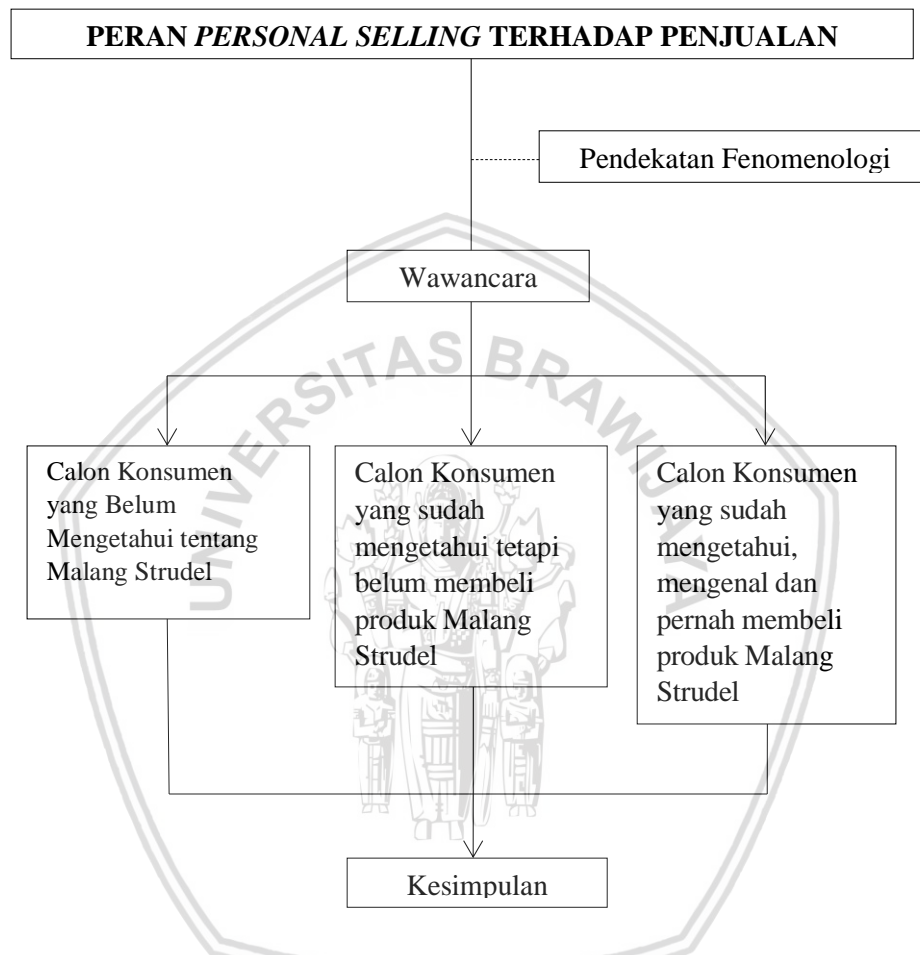 PERAN PERSONAL SELLING TERHADAP PENJUALAN
Pendekatan Fenomenologi
Wawancara
UNIVERSITAS BRAWIJAYA
Calon Konsumen
yang Belum
Mengetahui tentang
Malang Strudel
Calon Konsumen
yang sudah
mengetahui tetapi
belum membeli
produk Malang
Strudel
Calon Konsumen
yang sudah
mengetahui,
mengenal dan
pernah membeli
produk Malang
Strudel
Kesimpulan